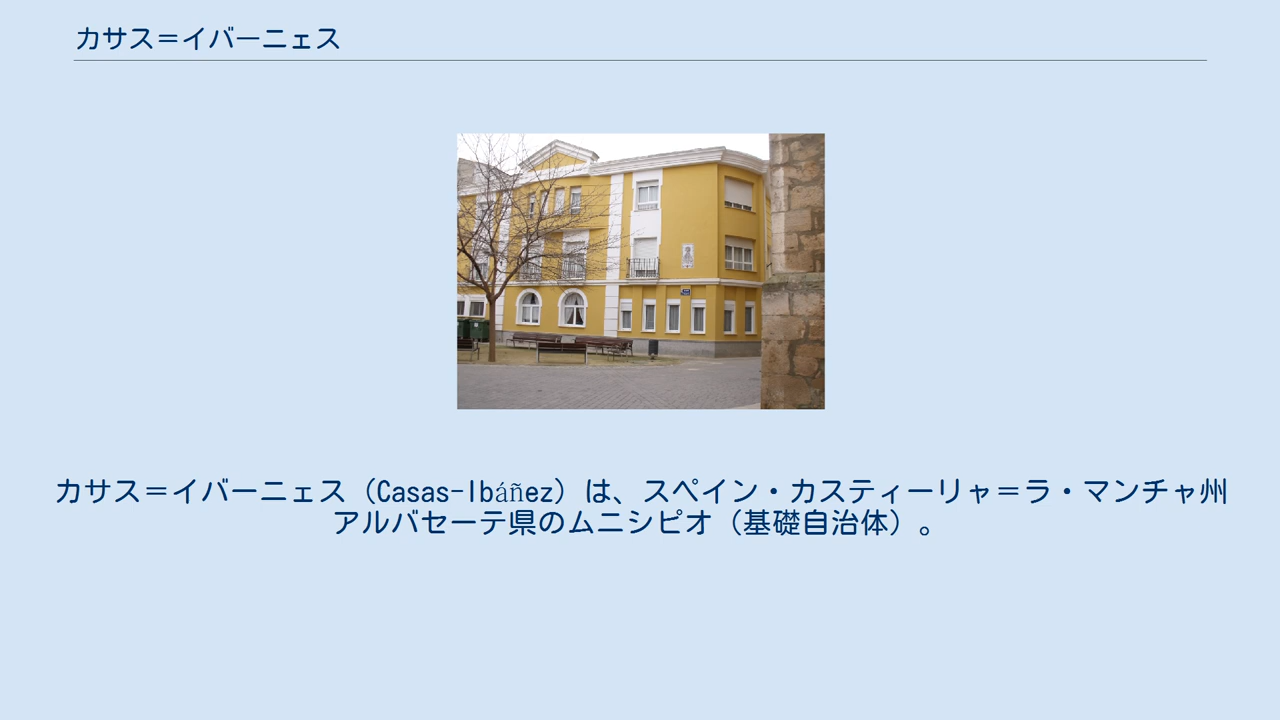 カサス＝イバーニェス
カサス＝イバーニェス（Casas-Ibáñez）は、スペイン・カスティーリャ＝ラ・マンチャ州
アルバセーテ県のムニシピオ（基礎自治体）。